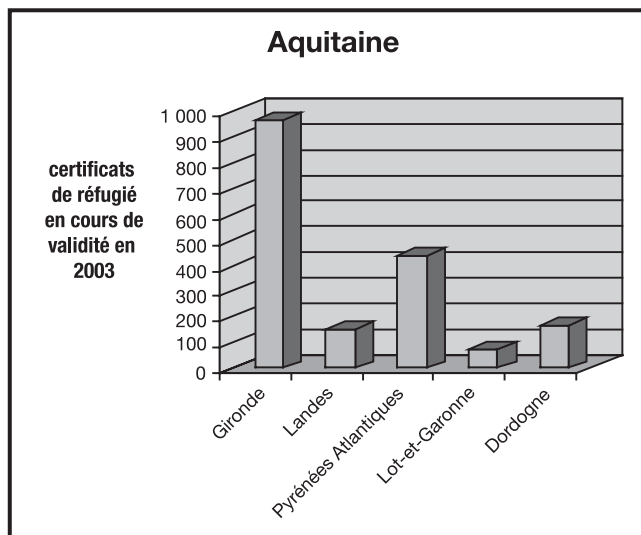 Aquitaine
certificats
de réfugié
en cours de
validité en
2003
1 000
900
800
700
600
500
400
300
200
100
0
Gironde
Landes
Pyrénées Atlantiques
Lot-et-Garonne
Dordogne